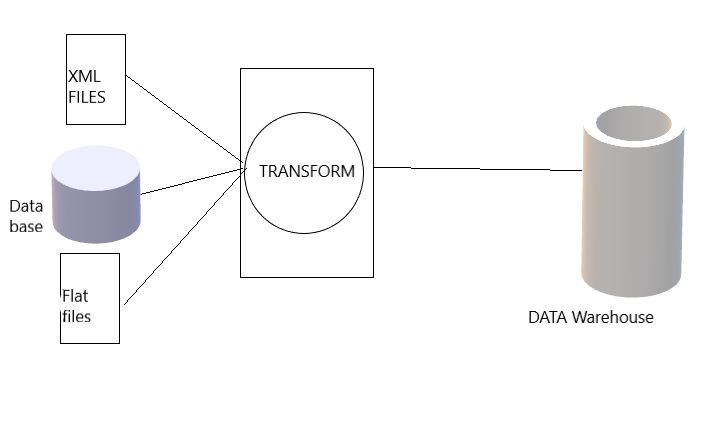 XML
FILES
Data
base
Flat
files
TRANSFORM
DATA Warehouse